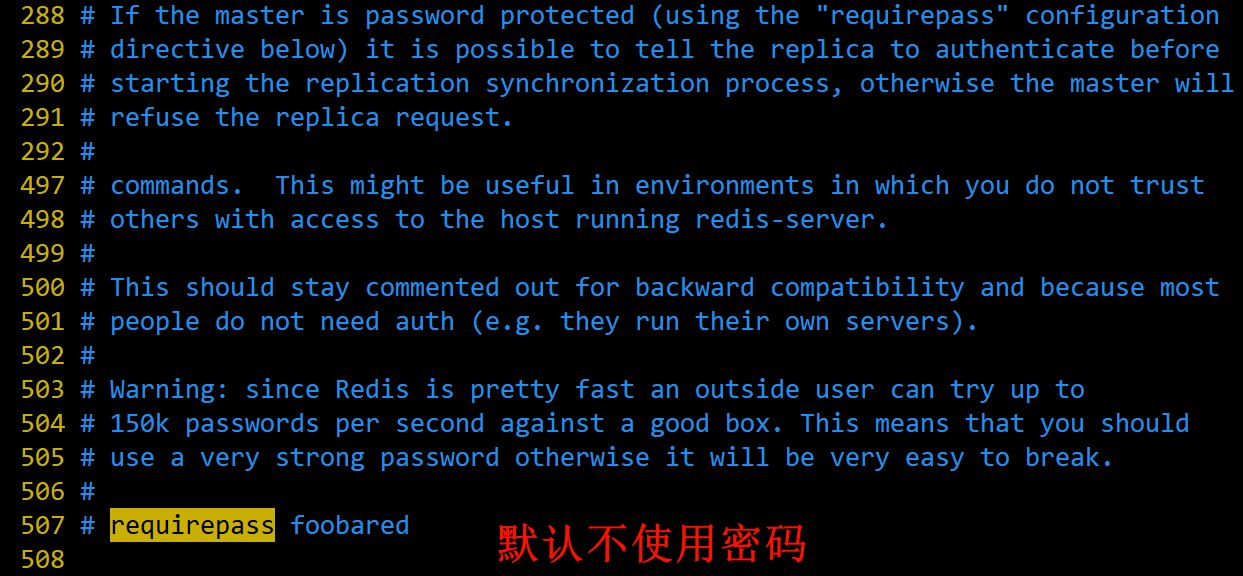 288 # If the master is password protected (using the "requirepass" configuration
289 # directive below) it is possible to tell the replica to authenticate before
290 # starting the replication synchronization process, otherwise the master will
291 # refuse the replica request.
292 #
497 # commands.  This might be useful in environments in which you do not trust
498 # others with access to the host running redis-server.
499 #
500 # This should stay commented out for backward compatibility and because most
501 # people do not need auth (e.g. they run their own servers).
502 #
503 # Warning: since Redis is pretty fast an outside user can try up to
504 # 150k passwords per second against a good box. This means that you should
505 # use a very strong password otherwise it will be very easy to break.
506 #
507 # requirepass foobared
默认不使用密码
508